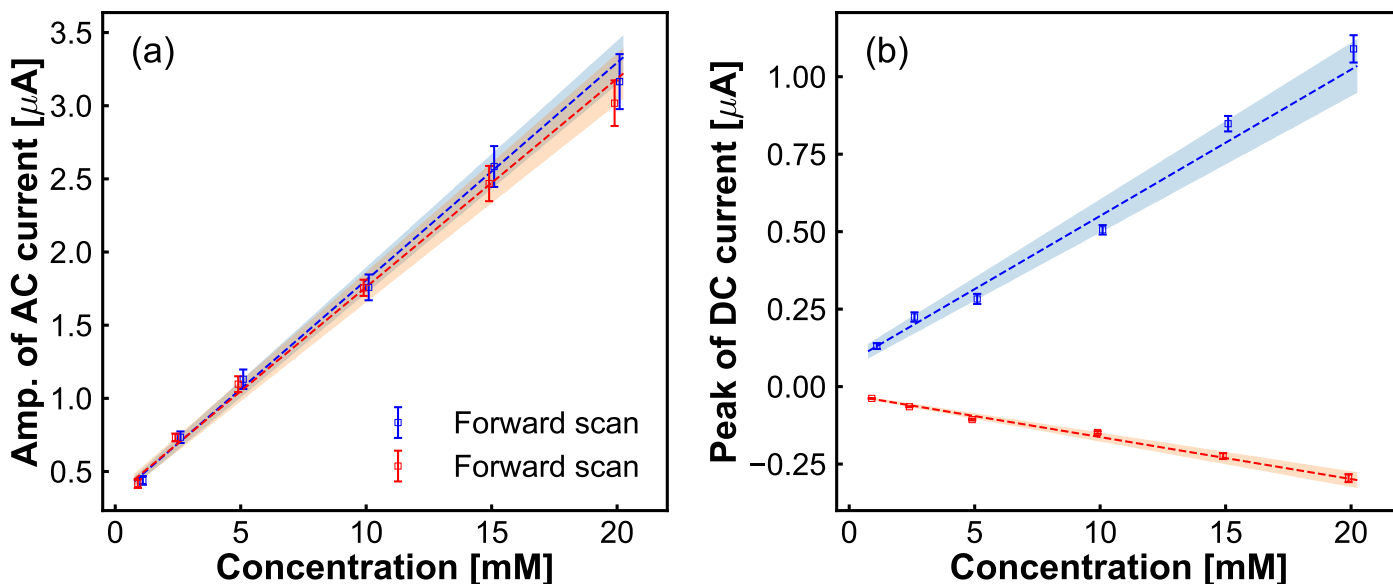 (a)
Amp. of AC current [μA]
3.5
3.0
2.5
2.0
1.5
1.0
0.5
Forward scan
Forward scan
0 5 10 15 20
Concentration [mM]
(b)
Peak of DC current [μA]
1.00
0.75
0.50
0.25
0.00
−0.25
0 5 10 15 20
Concentration [mM]